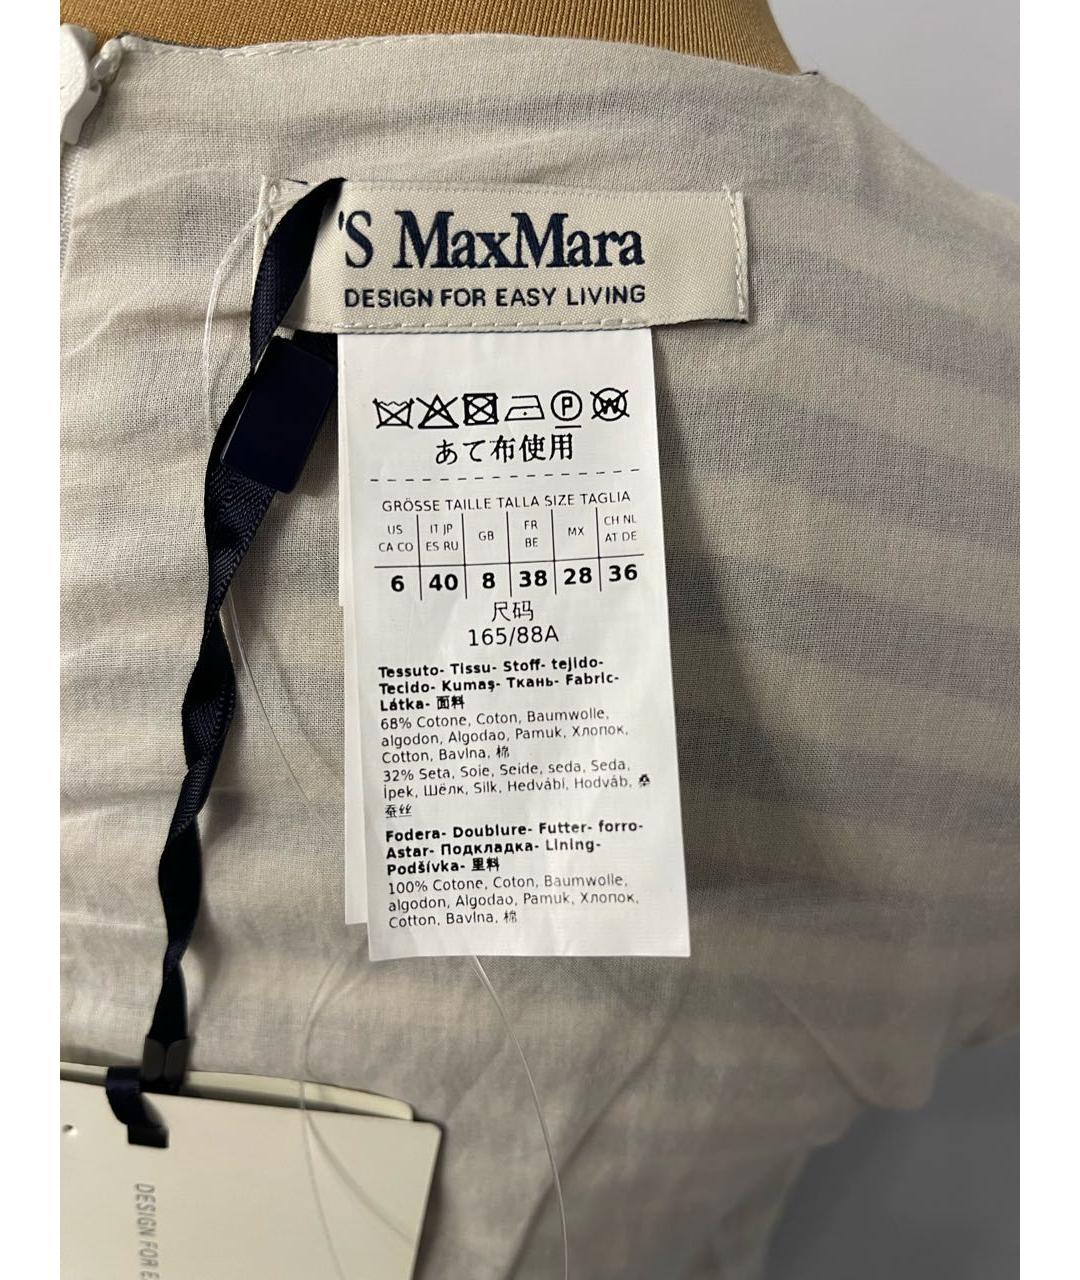 'S MaxMara
DESIGN FOR EASY LIVING
P W
あて布使用
GRÖSSE TAILLE TALLA SIZE TAGLIA
US CA CO IT JP ES RU GB FR BE MX CH NL AT DE
6 40 8 38 28 36
尺码
165/88A
Tessuto- Tissu- Stoff- tejido-
Tecido- Kumaş- Ткань- Fabric-
Látka- 面料
68% Cotone, Coton, Baumwolle,
algodon, Algodao, Pamuk, Хлопок,
Cotton, Bavlna, 棉
32% Seta, Soie, Seide, seda, Seda,
İpek, Шёлк, Silk, Hedvábí, Hodváb, 桑
蚕丝
Fodera- Doublure- Futter- forro-
Astar- Подкладка- Lining-
Podšívka- 里料
100% Cotone, Coton, Baumwolle,
algodon, Algodao, Pamuk, Хлопок,
Cotton, Bavlna, 棉
DESIGN FOR E